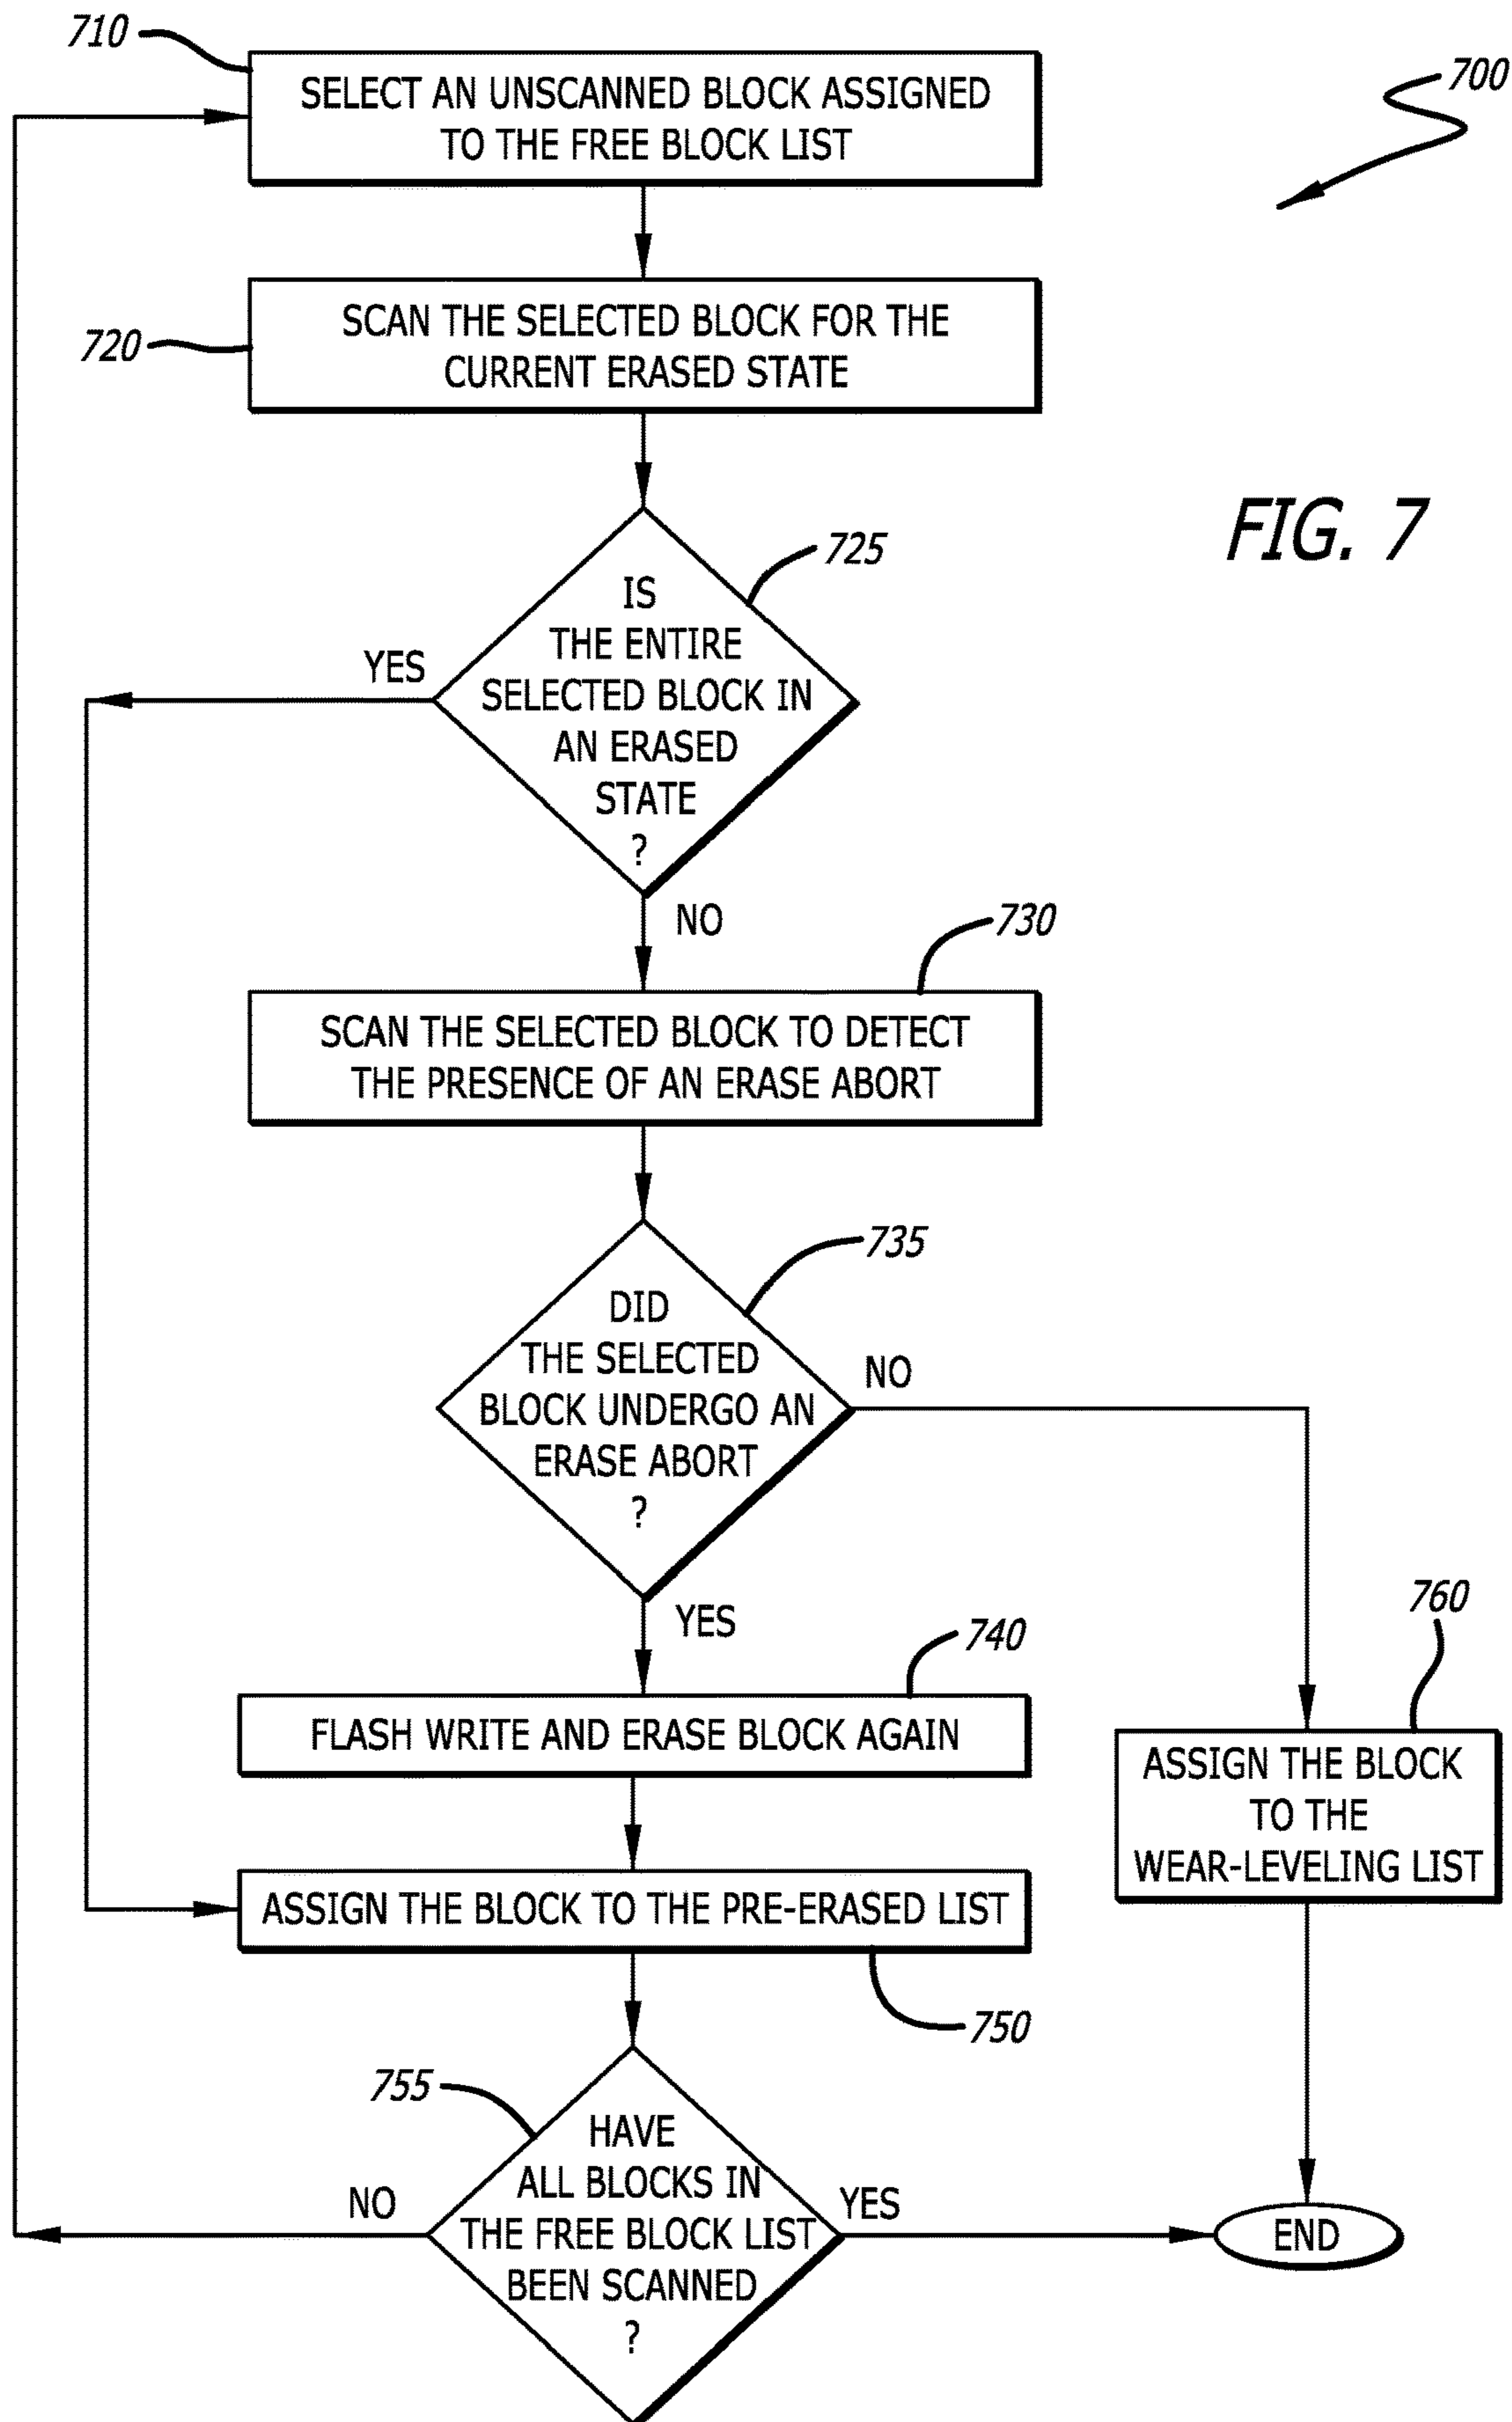 710
SELECT AN UNSCANNED BLOCK ASSIGNED
TO THE FREE BLOCK LIST
700
720
SCAN THE SELECTED BLOCK FOR THE
CURRENT ERASED STATE
FIG. 7
725
IS
THE ENTIRE
SELECTED BLOCK IN
AN ERASED
STATE
?
YES
NO
730
SCAN THE SELECTED BLOCK TO DETECT
THE PRESENCE OF AN ERASE ABORT
735
DID
THE SELECTED
BLOCK UNDERGO AN
ERASE ABORT
?
NO
YES
740
FLASH WRITE AND ERASE BLOCK AGAIN
760
ASSIGN THE BLOCK
TO THE
WEAR-LEVELING LIST
ASSIGN THE BLOCK TO THE PRE-ERASED LIST
750
755
HAVE
ALL BLOCKS IN
THE FREE BLOCK LIST
BEEN SCANNED
?
NO
YES
END